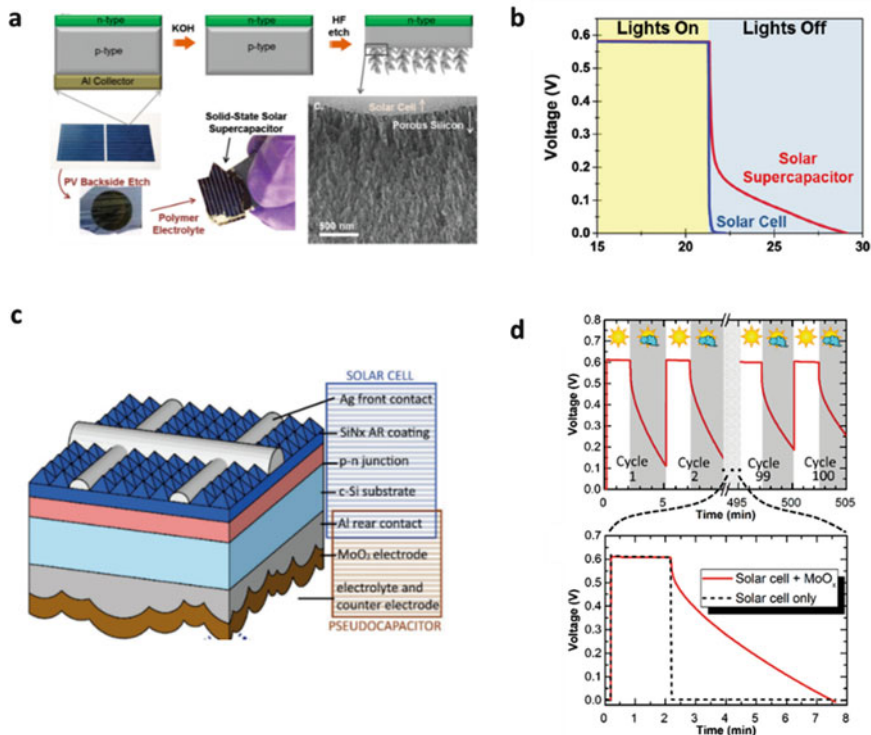 a
n-type
p-type
Al Collector
KOH
n-type
p-type
HF
etch
n-type
Solar Cell ↑
Porous Silicon
↓
500 nm
Solid-State Solar
Supercapacitor
PV Backside Etch
Polymer
Electrolyte
b
Lights On
Lights Off
Voltage (V)
0.6
0.5
0.4
0.3
0.2
0.1
0.0
Solar
Supercapacitor
Solar Cell
15
20
25
30
c
SOLAR CELL
Ag front contact
SiNx AR coating
p-n junction
c-Si substrate
Al rear contact
MoO₃ electrode
electrolyte and
counter electrode
PSEUDOCAPACITOR
d
Voltage (V)
0.7
0.6
0.5
0.4
0.3
0.2
0.1
0.0
Cycle
1
Cycle
2
Cycle
99
Cycle
100
0
5
495
500
505
Time (min)
Time (min)
Voltage (V)
0.7
0.6
0.5
0.4
0.3
0.2
0.1
0.0
Solar cell + MoOₓ
Solar cell only
0
1
2
3
4
5
6
7
8
Time (min)